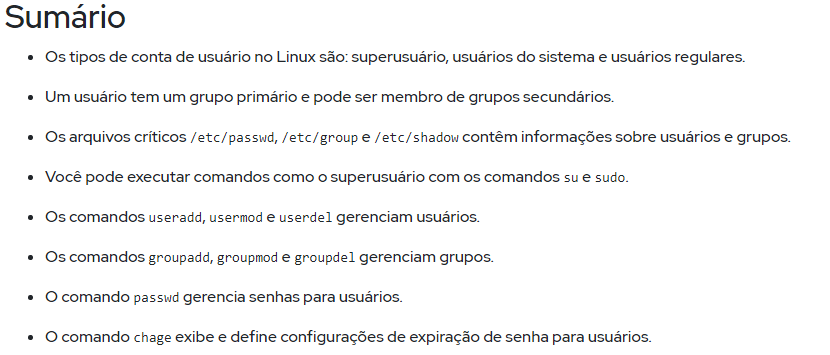 Sumário
Os tipos de conta de usuário no Linux são: superusuário, usuários do sistema e usuários regulares.
Um usuário tem um grupo primário e pode ser membro de grupos secundários.
Os arquivos críticos /etc/passwd, /etc/group e /etc/shadow contêm informações sobre usuários e grupos.
Você pode executar comandos como o superusuário com os comandos su e sudo.
Os comandos useradd, usermod e userdel gerenciam usuários.
Os comandos groupadd, groupmod e groupdel gerenciam grupos.
O comando passwd gerencia senhas para usuários.
O comando chage exibe e define configurações de expiração de senha para usuários.